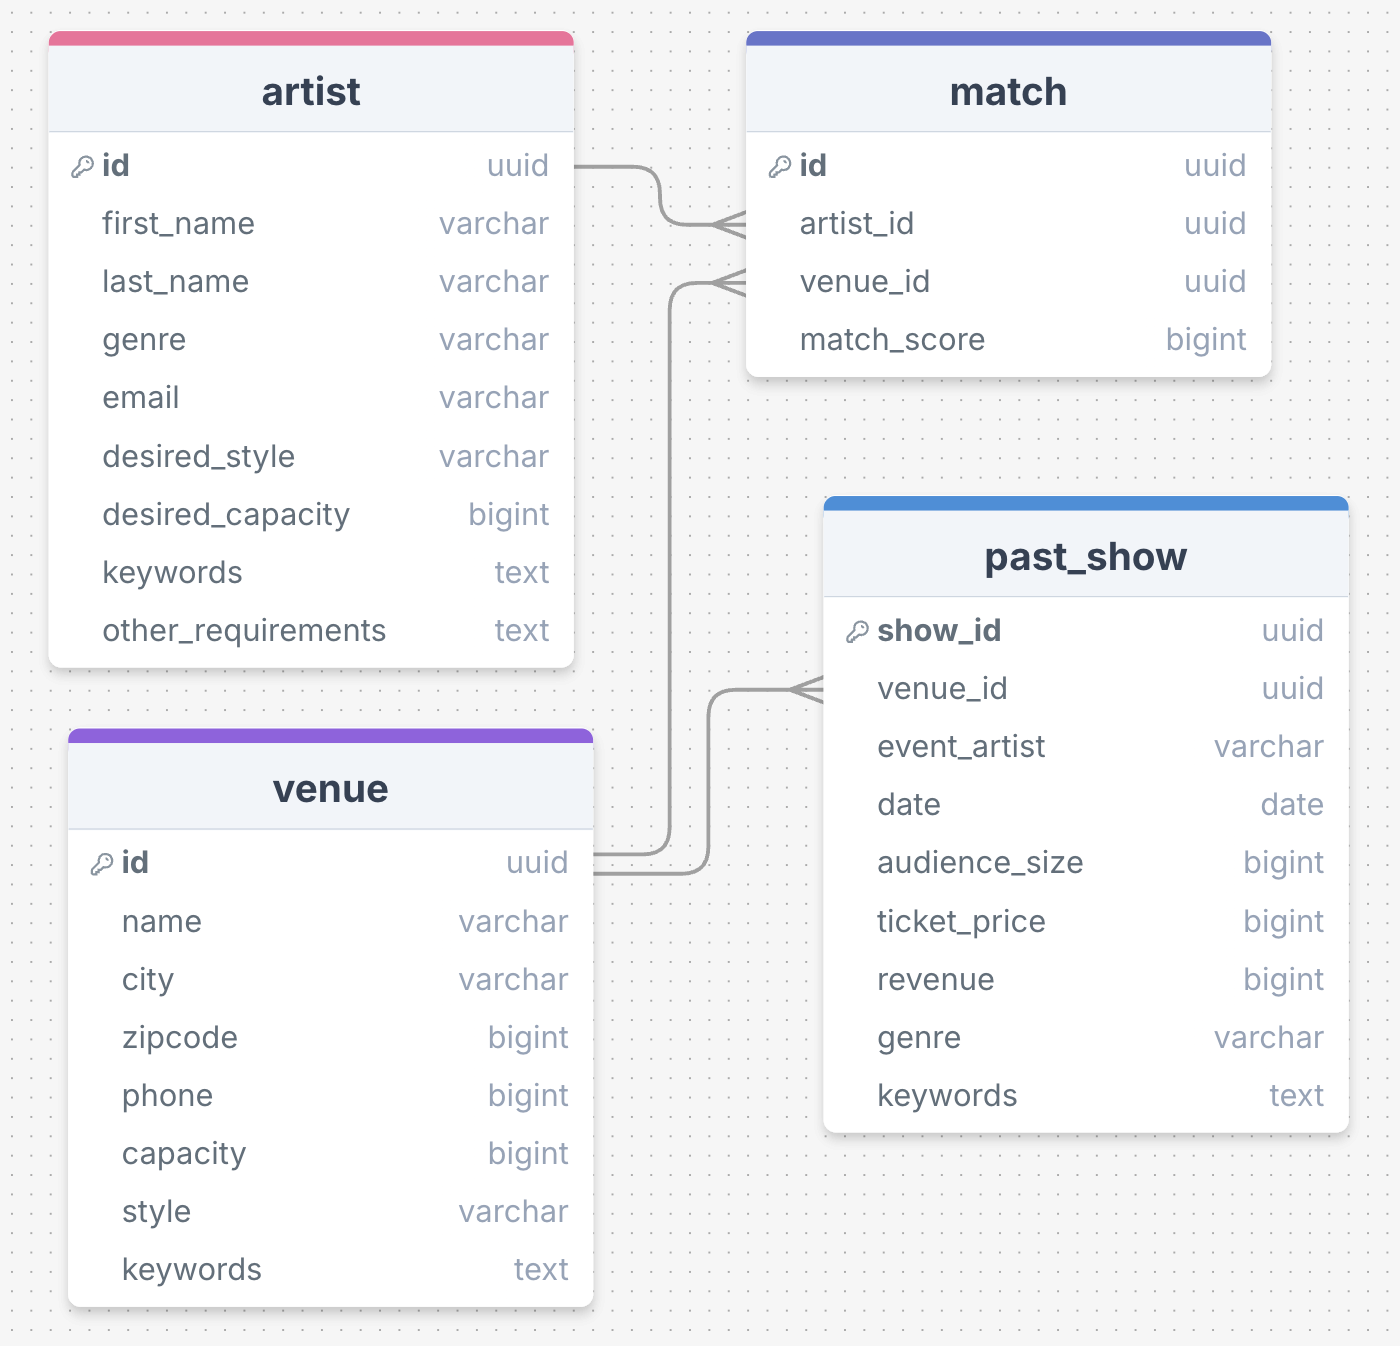 artist
id uuid
first_name varchar
last_name varchar
genre varchar
email varchar
desired_style varchar
desired_capacity bigint
keywords text
other_requirements text
match
id uuid
artist_id uuid
venue_id uuid
match_score bigint
past_show
show_id uuid
venue_id uuid
event_artist varchar
date date
audience_size bigint
ticket_price bigint
revenue bigint
genre varchar
keywords text
venue
id uuid
name varchar
city varchar
zipcode bigint
phone bigint
capacity bigint
style varchar
keywords text